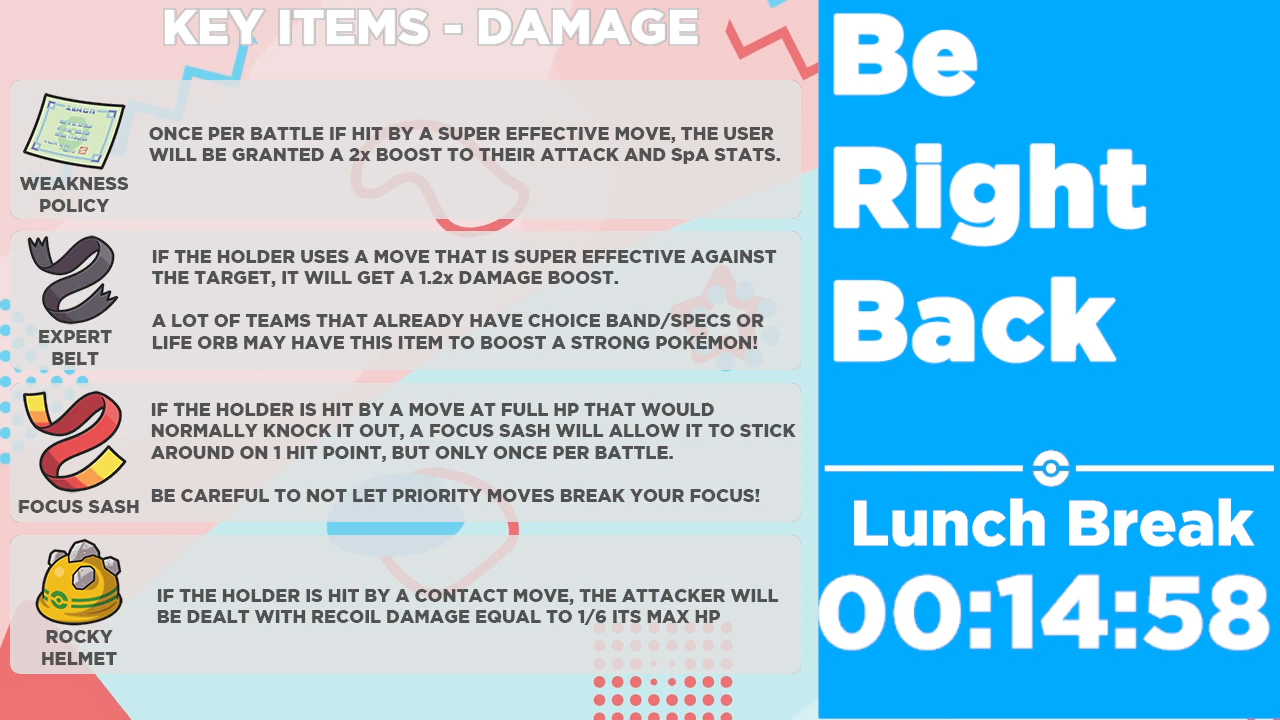 KEY ITEMS - DAMAGE
WEAKNESS
POLICY
ONCE PER BATTLE IF HIT BY A SUPER EFFECTIVE MOVE, THE USER
WILL BE GRANTED A 2x BOOST TO THEIR ATTACK AND SpA STATS.
EXPERT
BELT
IF THE HOLDER USES A MOVE THAT IS SUPER EFFECTIVE AGAINST
THE TARGET, IT WILL GET A 1.2x DAMAGE BOOST.
A LOT OF TEAMS THAT ALREADY HAVE CHOICE BAND/SPECS OR
LIFE ORB MAY HAVE THIS ITEM TO BOOST A STRONG POKÉMON!
FOCUS SASH
IF THE HOLDER IS HIT BY A MOVE AT FULL HP THAT WOULD
NORMALLY KNOCK IT OUT, A FOCUS SASH WILL ALLOW IT TO STICK
AROUND ON 1 HIT POINT, BUT ONLY ONCE PER BATTLE.
BE CAREFUL TO NOT LET PRIORITY MOVES BREAK YOUR FOCUS!
ROCKY
HELMET
IF THE HOLDER IS HIT BY A CONTACT MOVE, THE ATTACKER WILL
BE DEALT WITH RECOIL DAMAGE EQUAL TO 1/6 ITS MAX HP
Be
Right
Back
Lunch Break
00:14:58